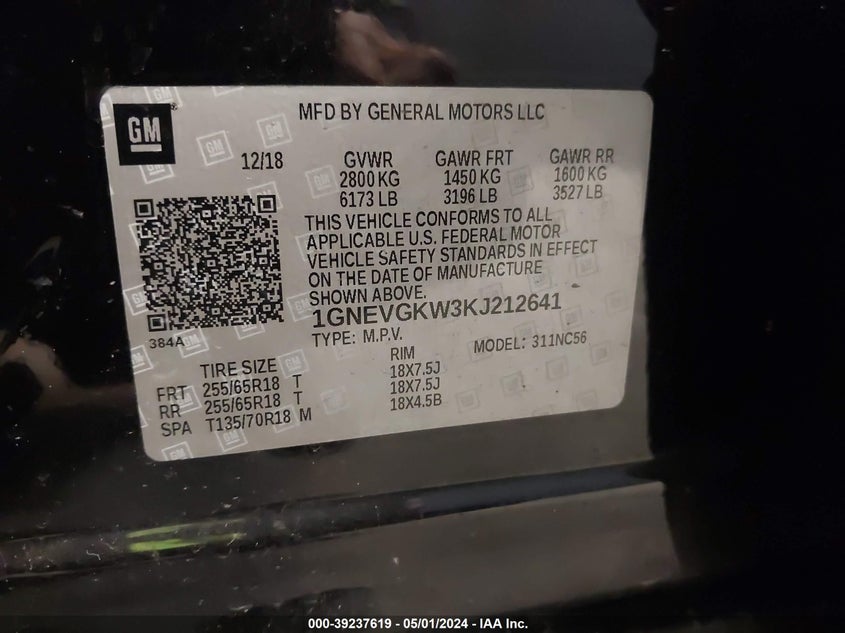 GM
MFD BY GENERAL MOTORS LLC
12/18 GVWR GAWR FRT GAWR RR
2800 KG 1450 KG 1600 KG
6173 LB 3196 LB 3527 LB
THIS VEHICLE CONFORMS TO ALL
APPLICABLE U.S. FEDERAL MOTOR
VEHICLE SAFETY STANDARDS IN EFFECT
ON THE DATE OF MANUFACTURE
SHOWN ABOVE.
1GNEVGKW3KJ212641
384A
TYPE: M.P.V. MODEL: 311NC56
TIRE SIZE RIM
FRT 255/65R18 T 18X7.5J
RR 255/65R18 T 18X7.5J
SPA T135/70R18 M 18X4.5B
000-39237619 - 05/01/2024 - IAA Inc.